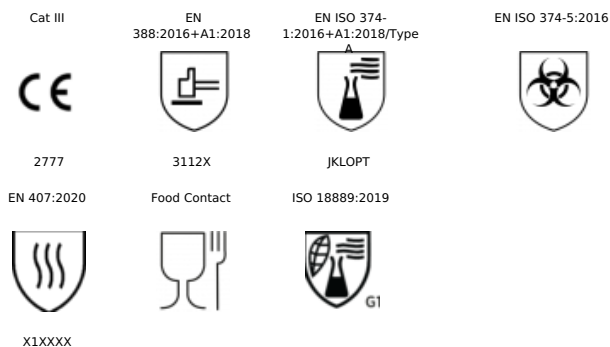 Cat III
EN
388:2016+A1:2018
EN ISO 374-
1:2016+A1:2018/Type
A
EN ISO 374-5:2016
CE
2777
3112X
JKLOPT
EN 407:2020
Food Contact
ISO 18889:2019
G1
X1XXXX